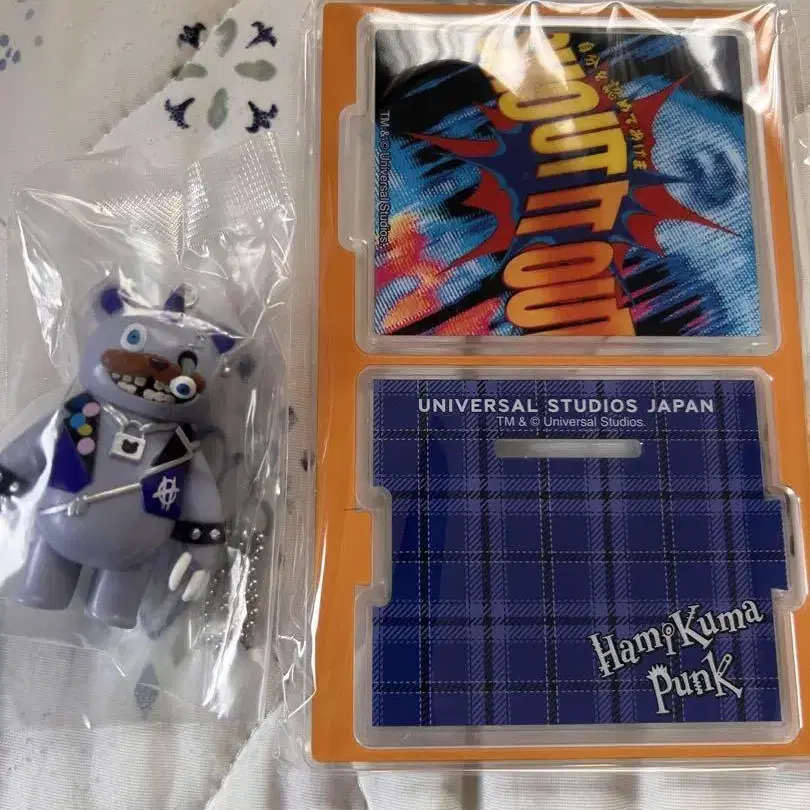 SHOUT IT OUT
TM & © Universal Studios.
UNIVERSAL STUDIOS JAPAN
TM & © Universal Studios.
HamiKuma
Punk